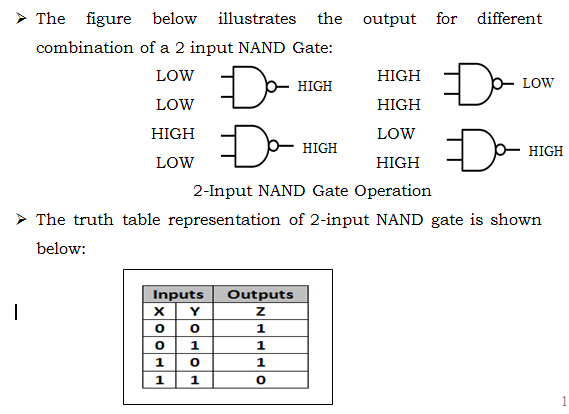 ➢ The figure below illustrates the output for different
combination of a 2 input NAND Gate:
LOW HIGH
HIGH LOW
LOW HIGH
HIGH LOW
HIGH HIGH
LOW HIGH
2-Input NAND Gate Operation
➢ The truth table representation of 2-input NAND gate is shown
below:
Inputs Outputs
X Y Z
0 0 1
0 1 1
1 0 1
1 1 0
1